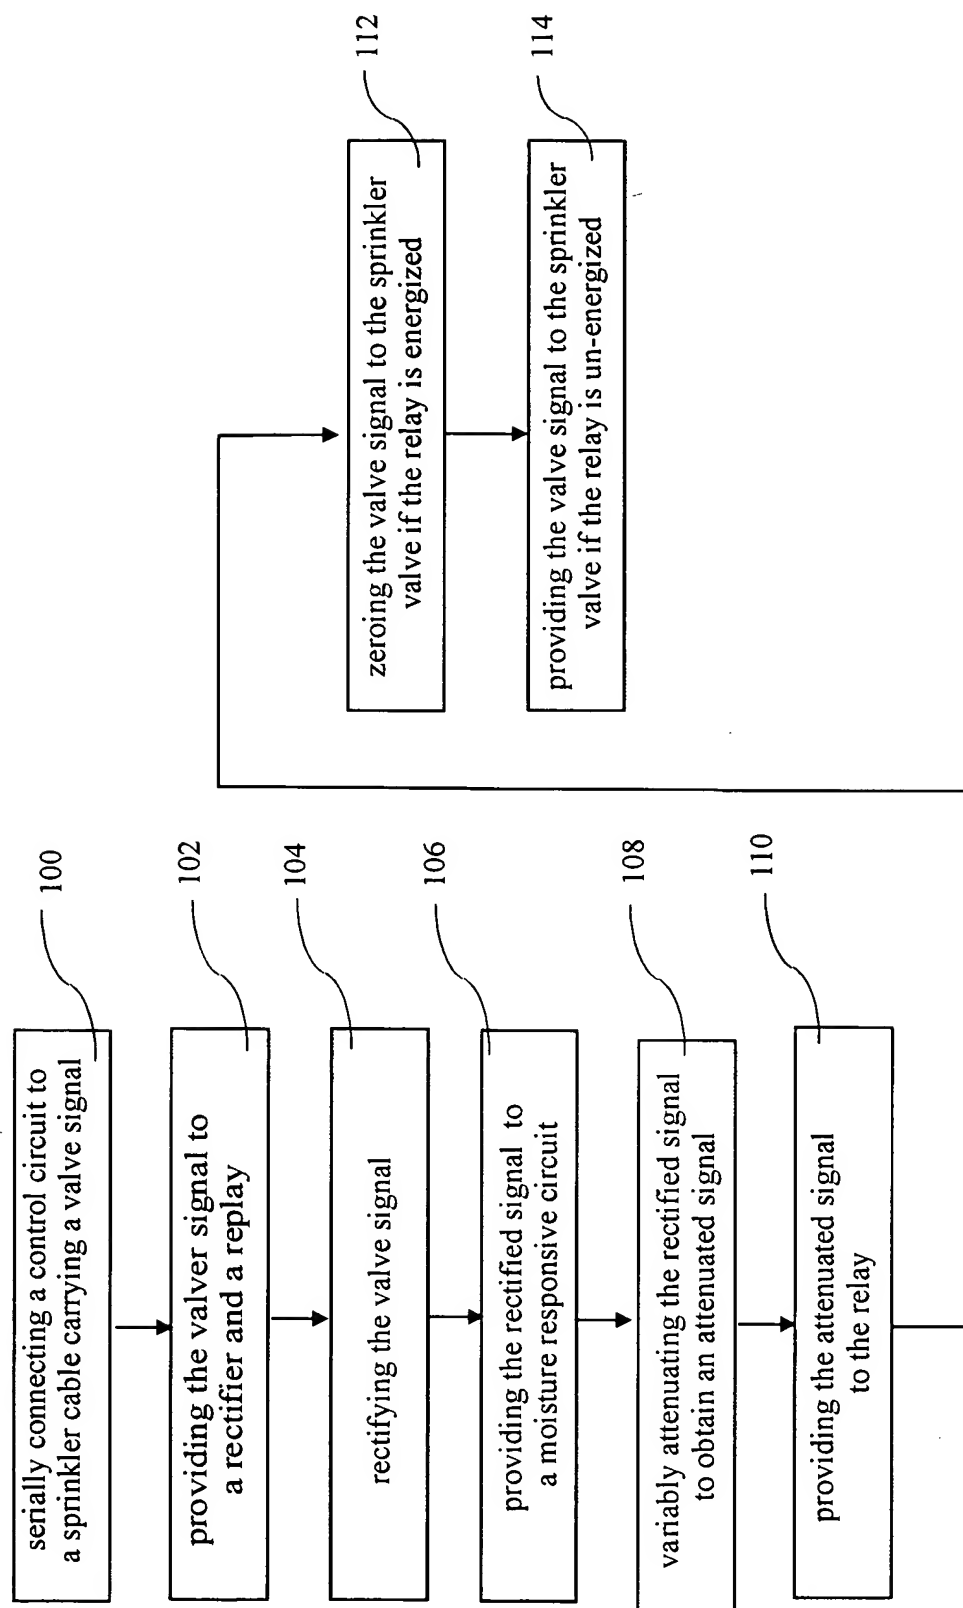 serially connecting a control circuit to
a sprinkler cable carrying a valve signal
100
providing the valver signal to
a rectifier and a replay
102
rectifying the valve signal
104
providing the rectified signal to
a moisture responsive circuit
106
variably attenuating the rectified signal
to obtain an attenuated signal
108
providing the attenuated signal
to the relay
110
zeroing the valve signal to the sprinkler
valve if the relay is energized
112
providing the valve signal to the sprinkler
valve if the relay is un-energized
114